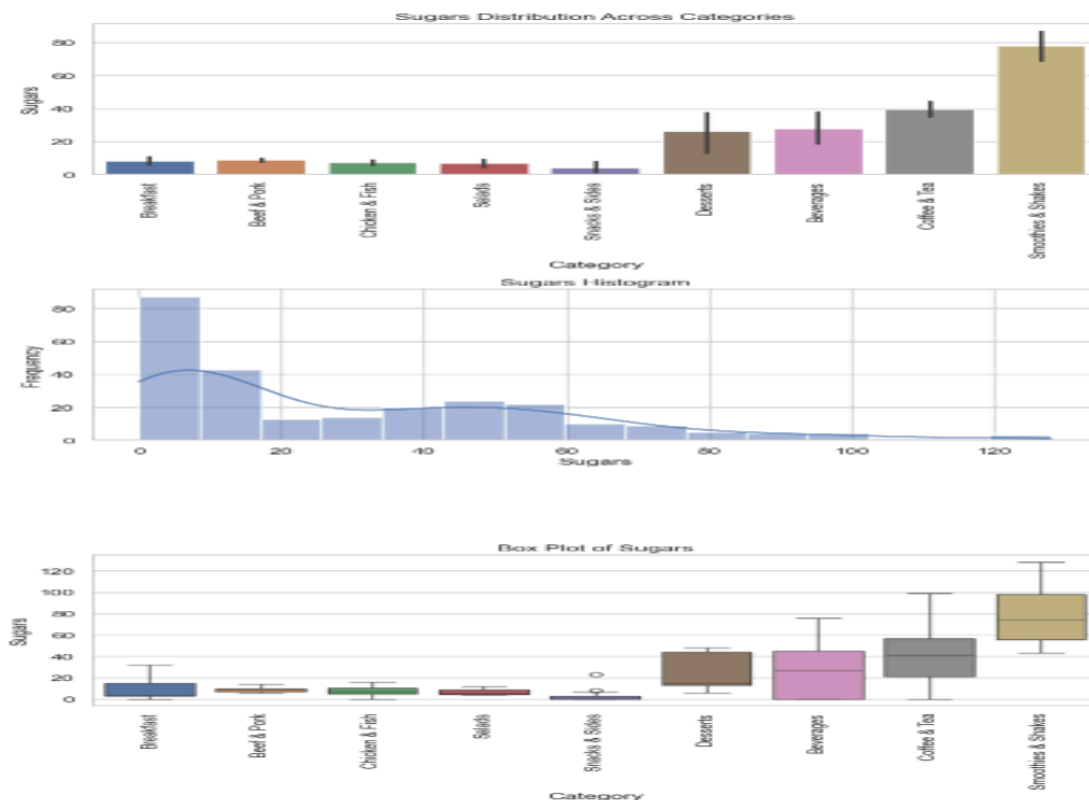 Sugars Distribution Across Categories
80
60
40
20
0
Sugars
Breakfast
Beef & Pork
Chicken & Fish
Salads
Snacks & Sides
Desserts
Beverages
Coffee & Tea
Smoothies & Shakes
Category
Sugars Histogram
80
60
40
20
0
Frequency
0 20 40 60 80 100 120
Sugars
Box Plot of Sugars
120
100
80
60
40
20
0
Sugars
Breakfast
Beef & Pork
Chicken & Fish
Salads
Snacks & Sides
Desserts
Beverages
Coffee & Tea
Smoothies & Shakes
Category